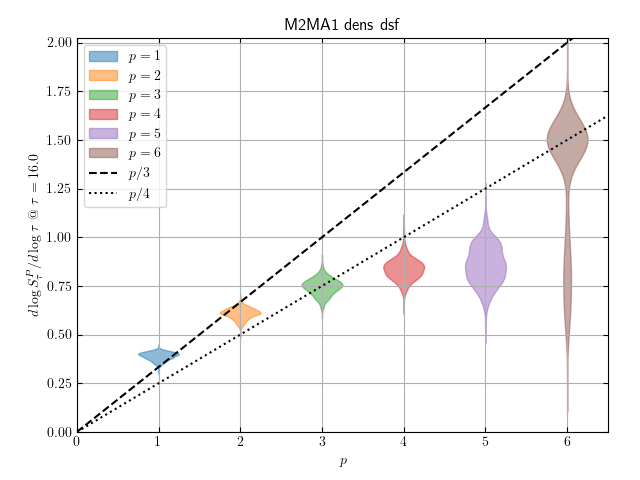 M2MA1 dens dsf
d log S_τ^P / d log τ @ τ = 16.0
2.00
1.75
1.50
1.25
1.00
0.75
0.50
0.25
0.00
p = 1
p = 2
p = 3
p = 4
p = 5
p = 6
p/3
p/4
0 1 2 3 4 5 6
p